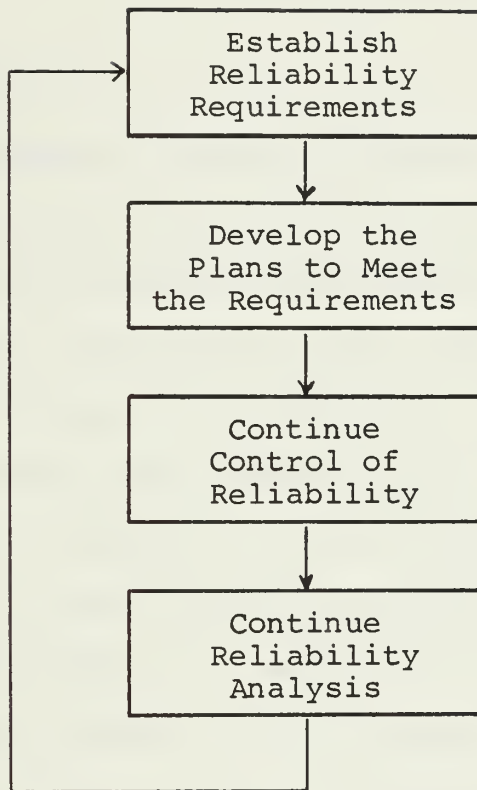 Establish
Reliability
Requirements
Develop the
Plans to Meet
the Requirements
Continue
Control of
Reliability
Continue
Reliability
Analysis